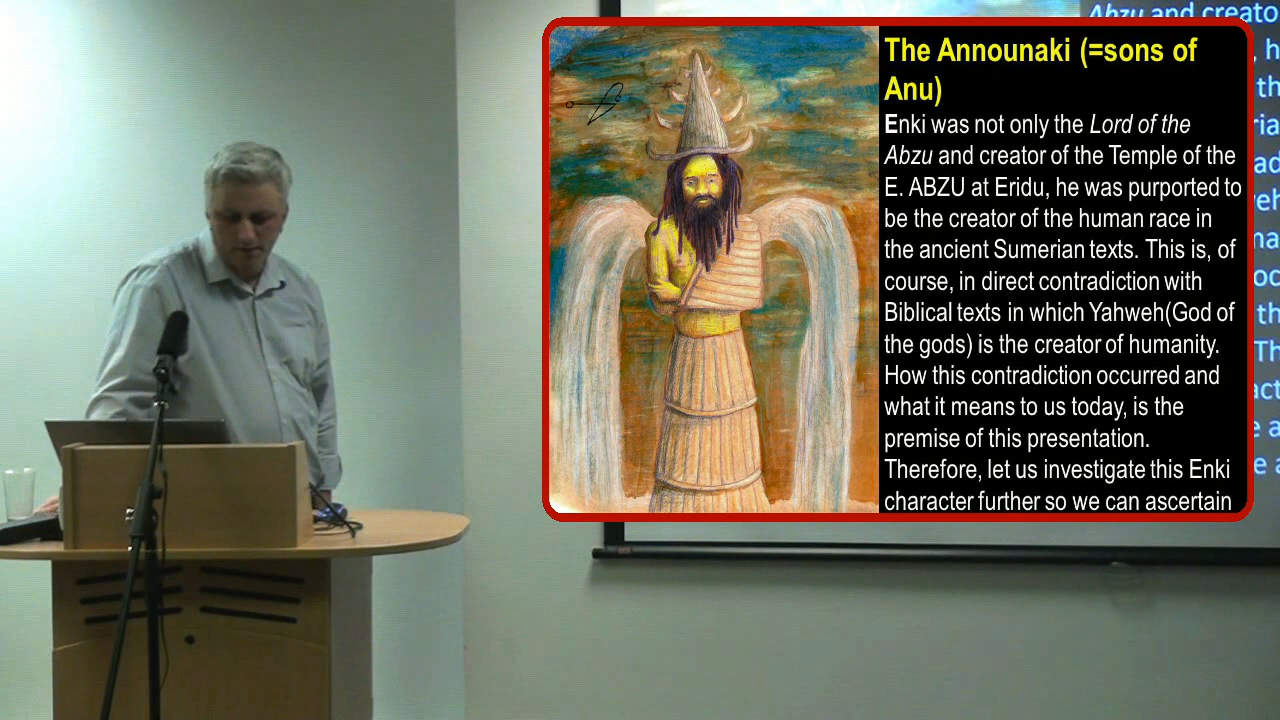 The Announaki (=sons of
Anu)
Enki was not only the Lord of the
Abzu and creator of the Temple of the
E. ABZU at Eridu, he was purported to
be the creator of the human race in
the ancient Sumerian texts. This is, of
course, in direct contradiction with
Biblical texts in which Yahweh(God of
the gods) is the creator of humanity.
How this contradiction occurred and
what it means to us today, is the
premise of this presentation.
Therefore, let us investigate this Enki
character further so we can ascertain
Abzu and creato